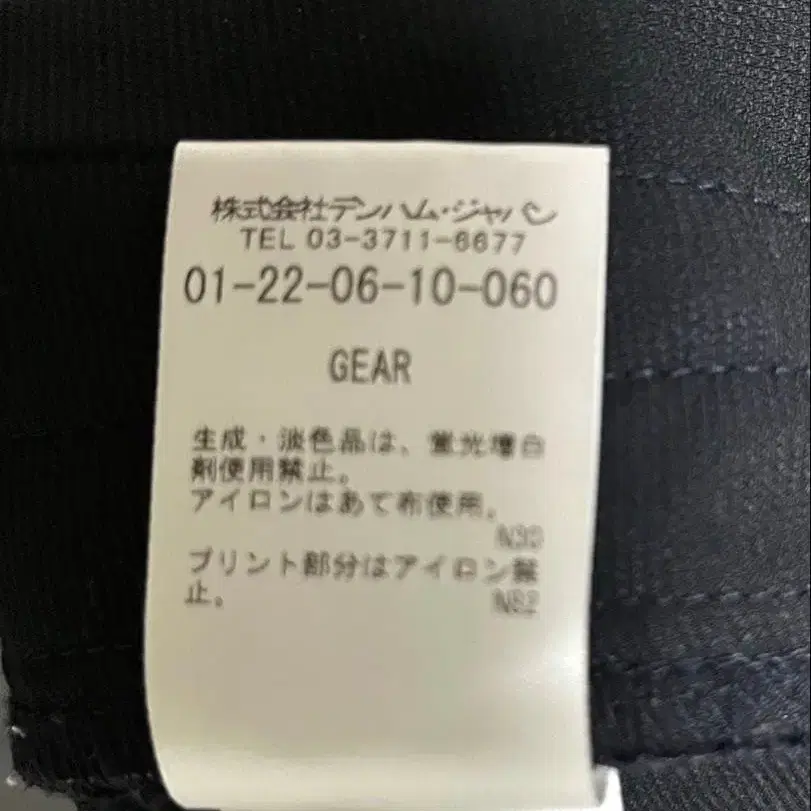 株式会社デンハム・ジャパン
TEL 03-3711-6677
01-22-06-10-060
GEAR
生成・淡色品は、蛍光増白
剤使用禁止。
アイロンはあて布使用。
N30
プリント部分はアイロン禁
止。 N82